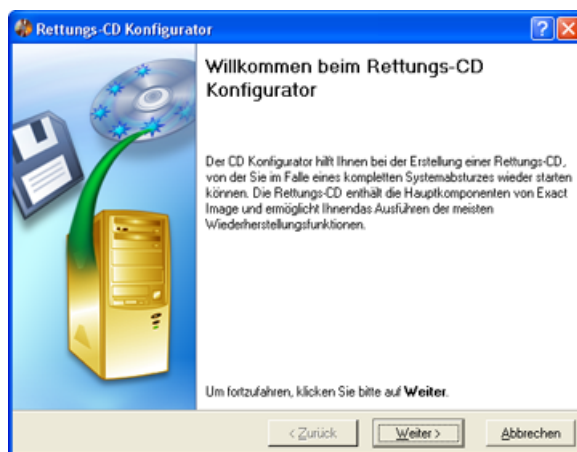 Rettungs-CD Konfigurator
Willkommen beim Rettungs-CD
Konfigurator
Der CD Konfigurator hilft Ihnen bei der Erstellung einer Rettungs-CD,
von der Sie im Falle eines kompletten Systemabsturzes wieder starten
können. Die Rettungs-CD enthält die Hauptkomponenten von Exact
Image und ermöglicht Ihnendas Ausführen der meisten
Wiederherstellungsfunktionen.
Um fortzufahren, klicken Sie bitte auf Weiter.
< Zurück
Weiter >
Abbrechen